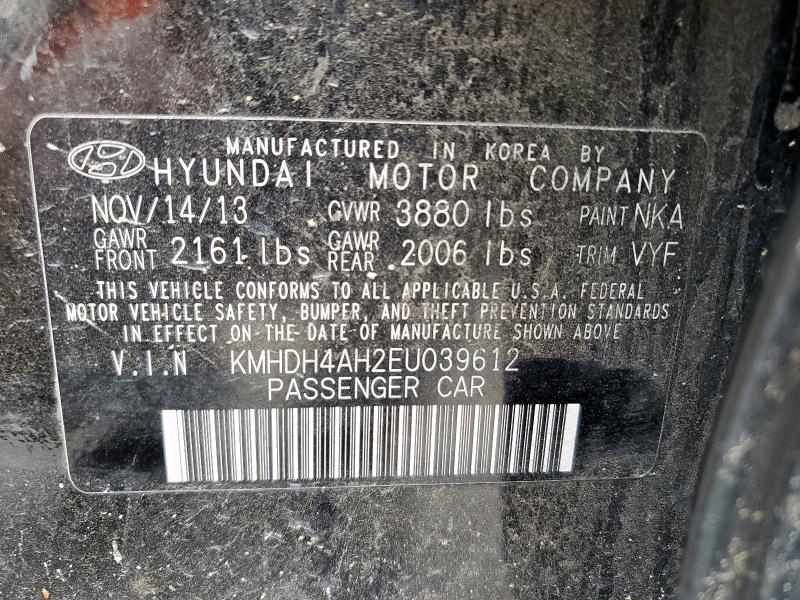 MANUFACTURED IN KOREA BY
HYUNDAI MOTOR COMPANY
NOV/14/13 GVWR 3880 lbs PAINT NKA
GAWR FRONT 2161 lbs GAWR REAR 2006 lbs TRIM VYF
THIS VEHICLE CONFORMS TO ALL APPLICABLE U.S.A. FEDERAL
MOTOR VEHICLE SAFETY, BUMPER, AND THEFT PREVENTION STANDARDS
IN EFFECT ON-THE-DATE OF MANUFACTURE SHOWN ABOVE
V.I.N KMHDH4AH2EU039612
PASSENGER CAR